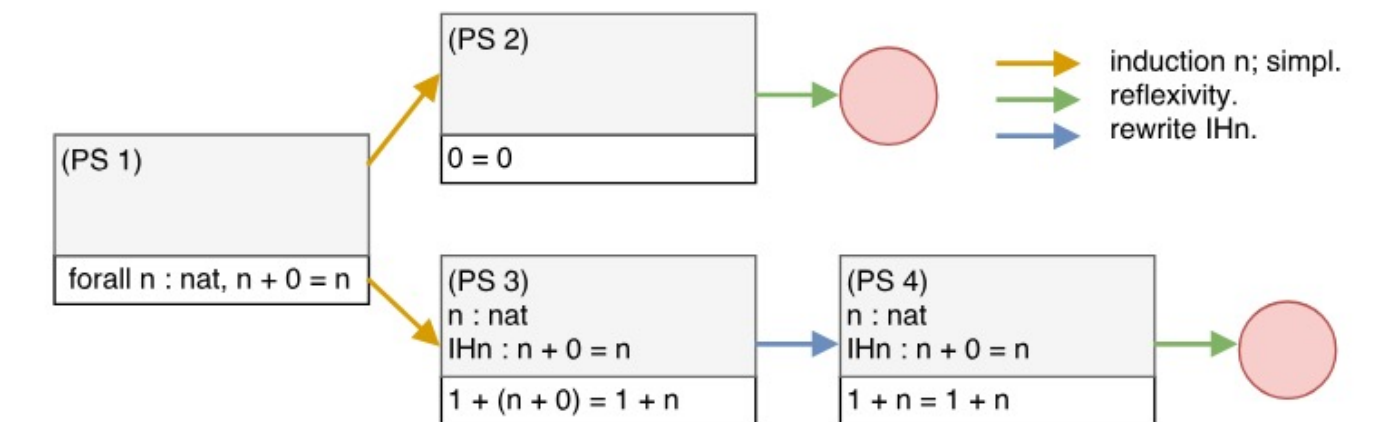 (PS 1)
forall n : nat, n + 0 = n
(PS 2)
0 = 0
(PS 3)
n : nat
IHn : n + 0 = n
1 + (n + 0) = 1 + n
(PS 4)
n : nat
IHn : n + 0 = n
1 + n = 1 + n
induction n; simpl.
reflexivity.
rewrite IHn.